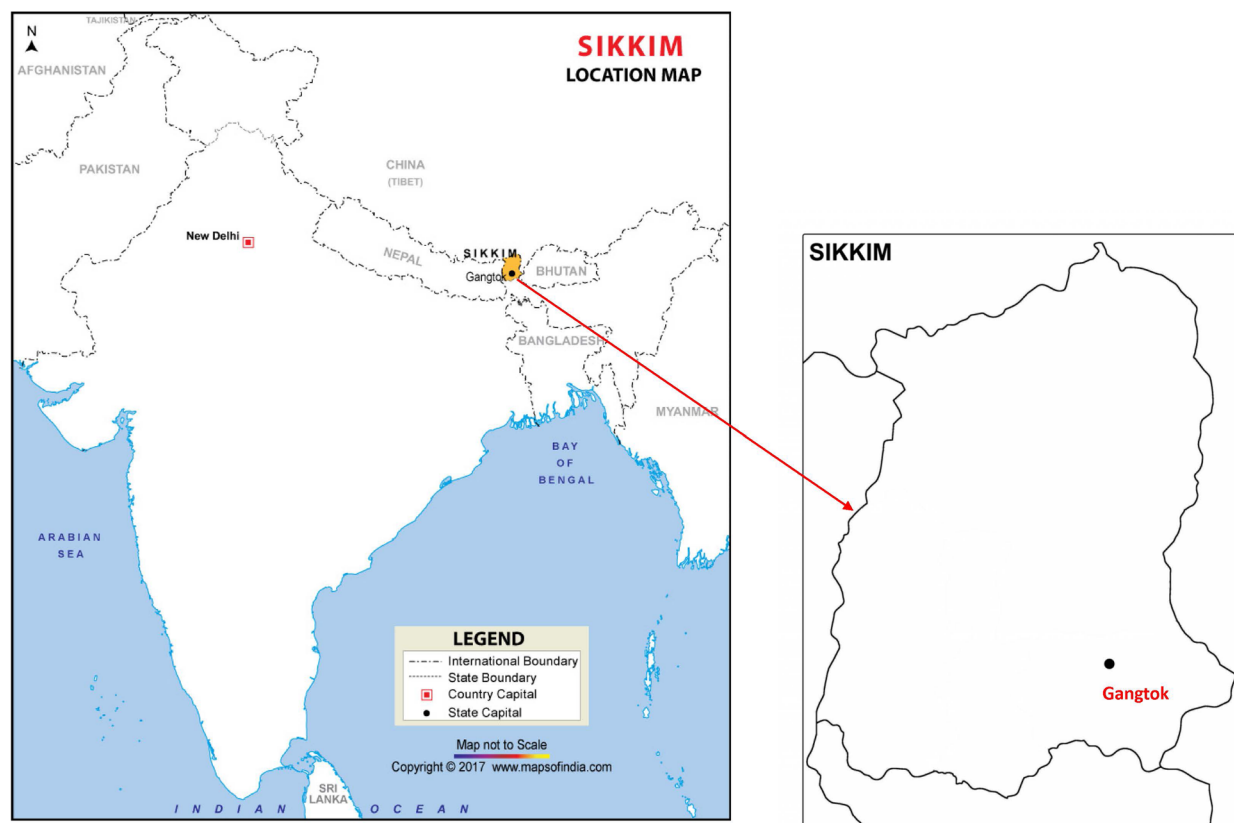 TAJIKISTAN
N
SIKKIM
LOCATION MAP
AFGHANISTAN
PAKISTAN
CHINA
(TIBET)
New Delhi
NEPAL
SIKKIM
Gangtok
BHUTAN
BANGLADESH
MYANMAR
BAY
OF
BENGAL
ARABIAN
SEA
LEGEND
International Boundary
State Boundary
Country Capital
State Capital
Map not to Scale
Copyright © 2017 www.mapsofindia.com
SRI
LANKA
INDIAN OCEAN
SIKKIM
Gangtok